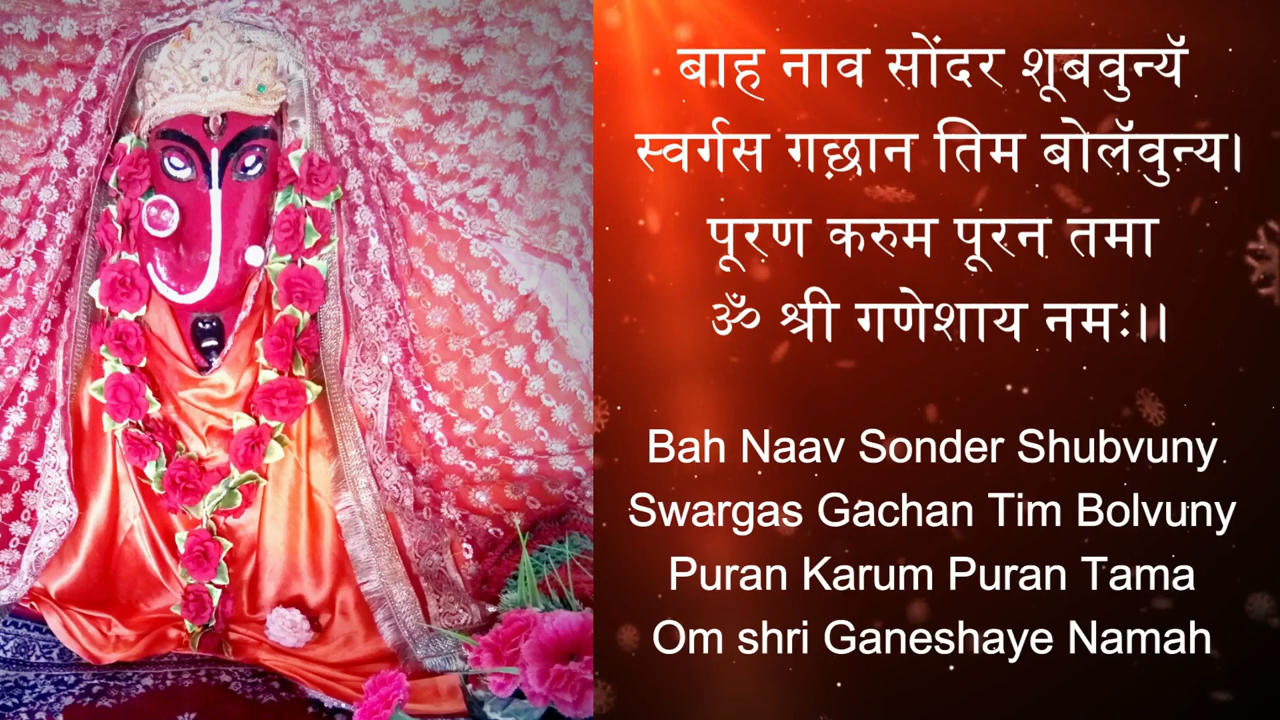 बाह नाव सोंदर शूबवुन्यॅ
स्वर्गस गछ़ान तिम बोलॅवुन्य।
पूरण करुम पूरन तमा
ॐ श्री गणेशाय नमः।।
Bah Naav Sonder Shubvuny
Swargas Gachan Tim Bolvuny
Puran Karum Puran Tama
Om shri Ganeshaye Namah